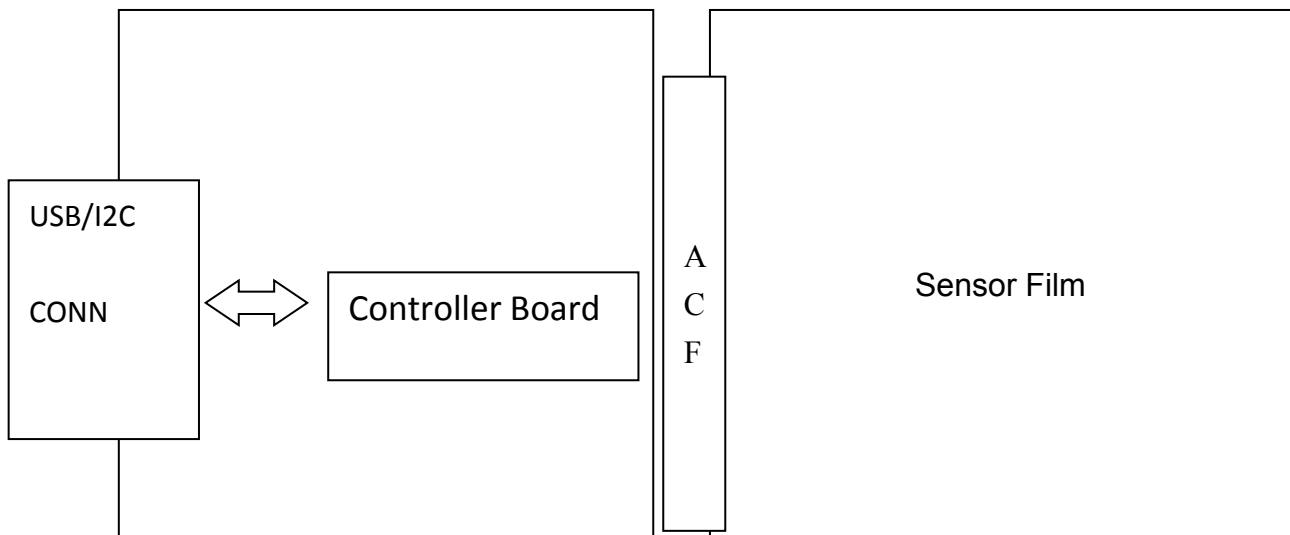 USB/I2C
CONN
Controller Board
A
C
F
Sensor Film